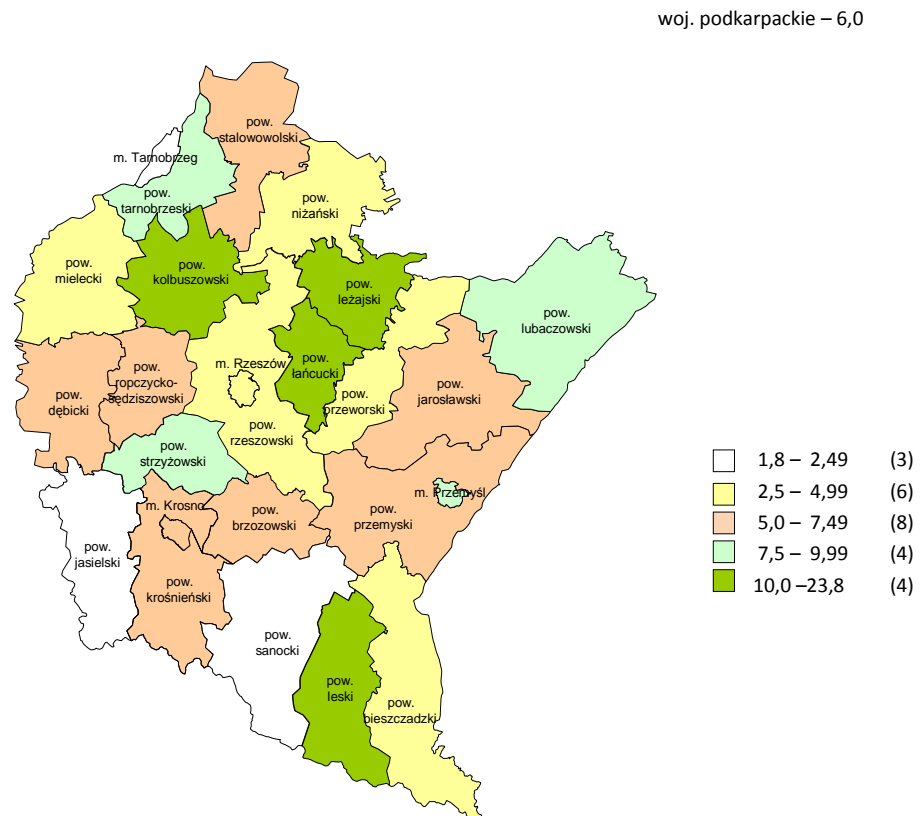 woj. podkarpackie – 6,0
pow.
stalowowolski
m. Tarnobrzeg
pow.
tarnobrzeski
pow.
niżański
pow.
mielecki
pow.
kolbuszowski
pow.
leżajski
pow.
lubaczowski
m. Rzeszów
pow.
łańcucki
pow.
ropczycko-
sędziszowski
pow.
dębicki
pow.
przeworski
pow.
jarosławski
pow.
rzeszowski
pow.
strzyżowski
m. Przemyśl
pow.
przemyski
m. Krosno
pow.
brzozowski
pow.
jasielski
pow.
krośnieński
pow.
sanocki
pow.
leski
pow.
bieszczadzki
1,8 – 2,49 (3)
2,5 – 4,99 (6)
5,0 – 7,49 (8)
7,5 – 9,99 (4)
10,0 –23,8 (4)